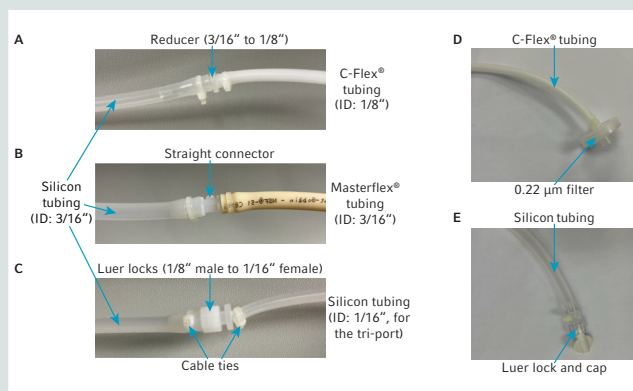 A
Reducer (3/16“ to 1/8“)
C-Flex®
tubing
(ID: 1/8“)
B
Straight connector
Silicon
tubing
(ID: 3/16“)
Masterflex®
tubing
(ID: 3/16“)
C
Luer locks (1/8“ male to 1/16“ female)
Silicon tubing
(ID: 1/16“, for
the tri-port)
Cable ties
D
C-Flex® tubing
0.22 µm filter
E
Silicon tubing
Luer lock and cap